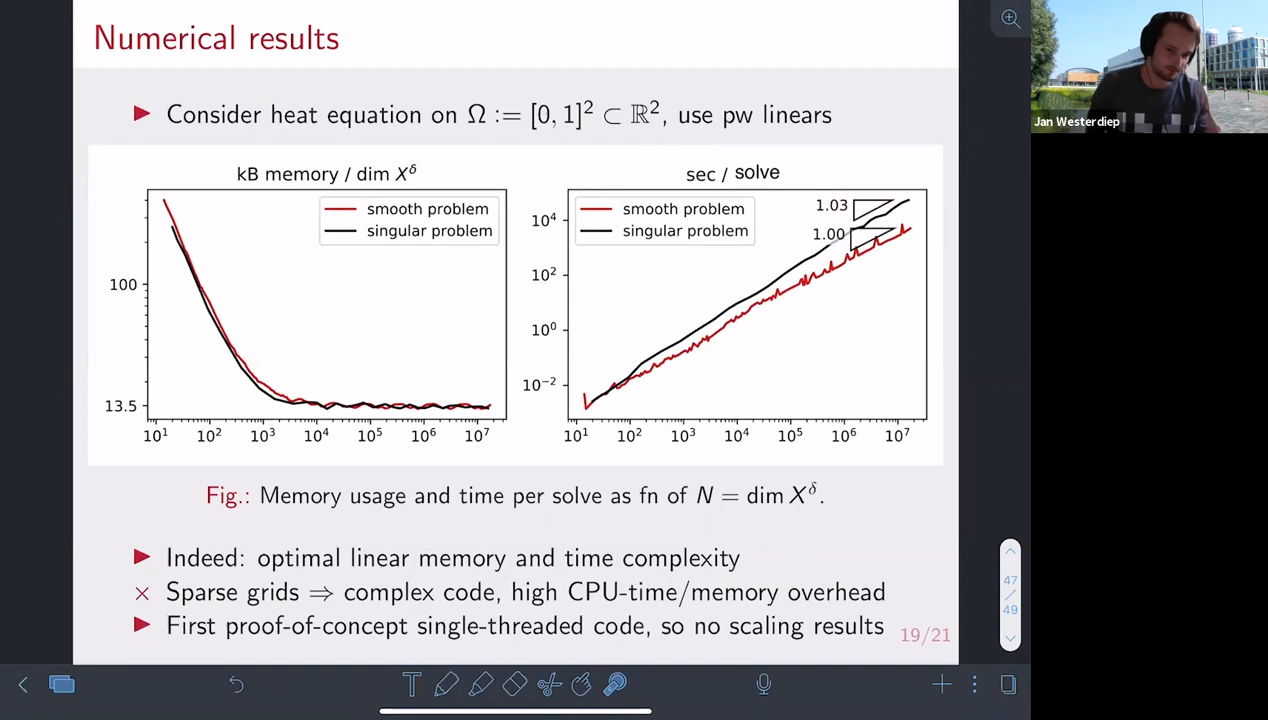 Numerical results
▶ Consider heat equation on Ω := [0, 1]² ⊂ ℝ², use pw linears
kB memory / dim X^δ
smooth problem
singular problem
100
13.5
10¹ 10² 10³ 10⁴ 10⁵ 10⁶ 10⁷
sec / solve
smooth problem
singular problem
1.03
1.00
10⁴
10²
10⁰
10⁻²
10¹ 10² 10³ 10⁴ 10⁵ 10⁶ 10⁷
Fig.: Memory usage and time per solve as fn of N = dim X^δ.
▶ Indeed: optimal linear memory and time complexity
× Sparse grids ⇒ complex code, high CPU-time/memory overhead
▶ First proof-of-concept single-threaded code, so no scaling results
19/21
47
/
49
T
Jan Westerdiep